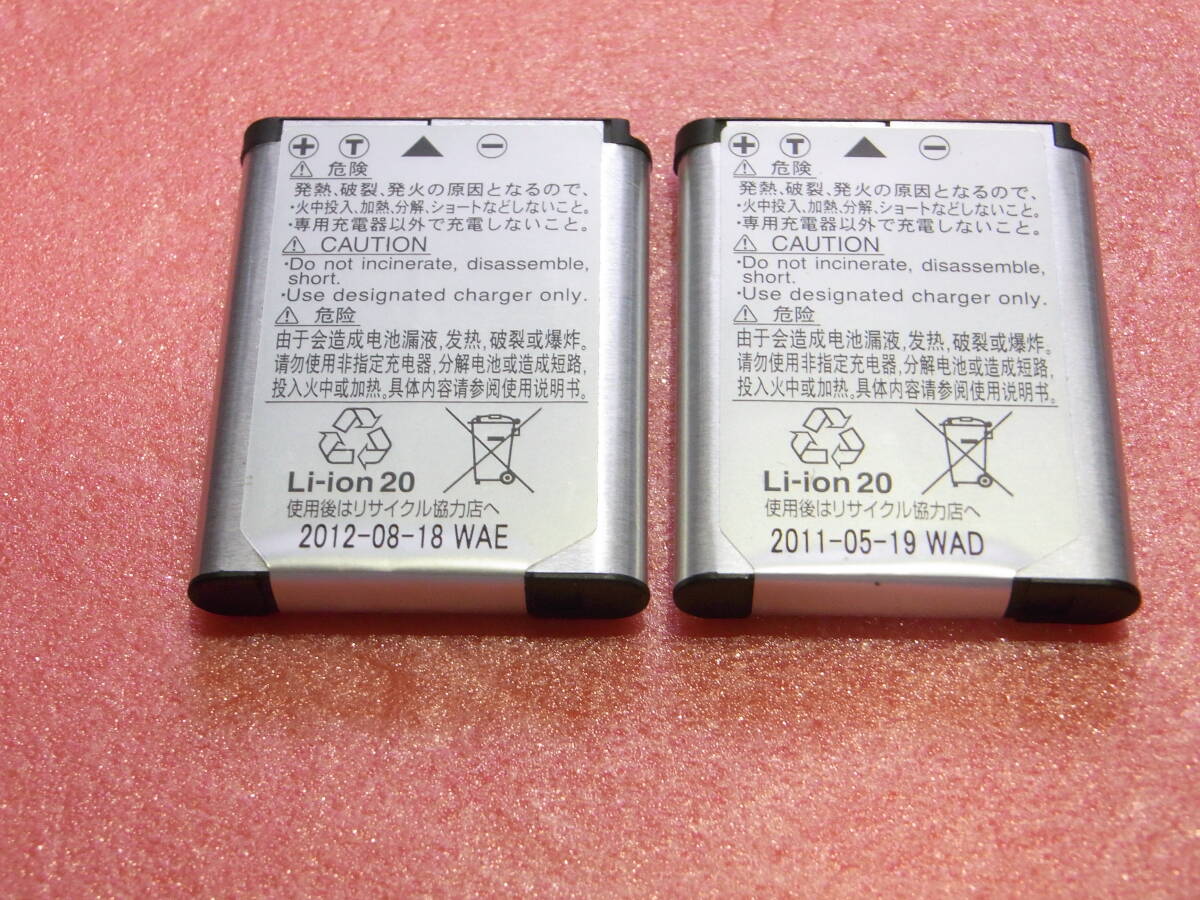 + T ▲ −
⚠ 危険
発熱、破裂、発火の原因となるので、
・火中投入、加熱、分解、ショートなどしないこと。
・専用充電器以外で充電しないこと。
⚠ CAUTION
・Do not incinerate, disassemble,
short.
・Use designated charger only.
⚠ 危险
由于会造成电池漏液,发热,破裂或爆炸。
请勿使用非指定充电器,分解电池或造成短路,
投入火中或加热。具体内容请参阅使用说明书。
Li-ion 20
使用後はリサイクル協力店へ
2012-08-18 WAE
+ T ▲ −
⚠ 危険
発熱、破裂、発火の原因となるので、
・火中投入、加熱、分解、ショートなどしないこと。
・専用充電器以外で充電しないこと。
⚠ CAUTION
・Do not incinerate, disassemble,
short.
・Use designated charger only.
⚠ 危险
由于会造成电池漏液,发热,破裂或爆炸。
请勿使用非指定充电器,分解电池或造成短路,
投入火中或加热。具体内容请参阅使用说明书。
Li-ion 20
使用後はリサイクル協力店へ
2011-05-19 WAD